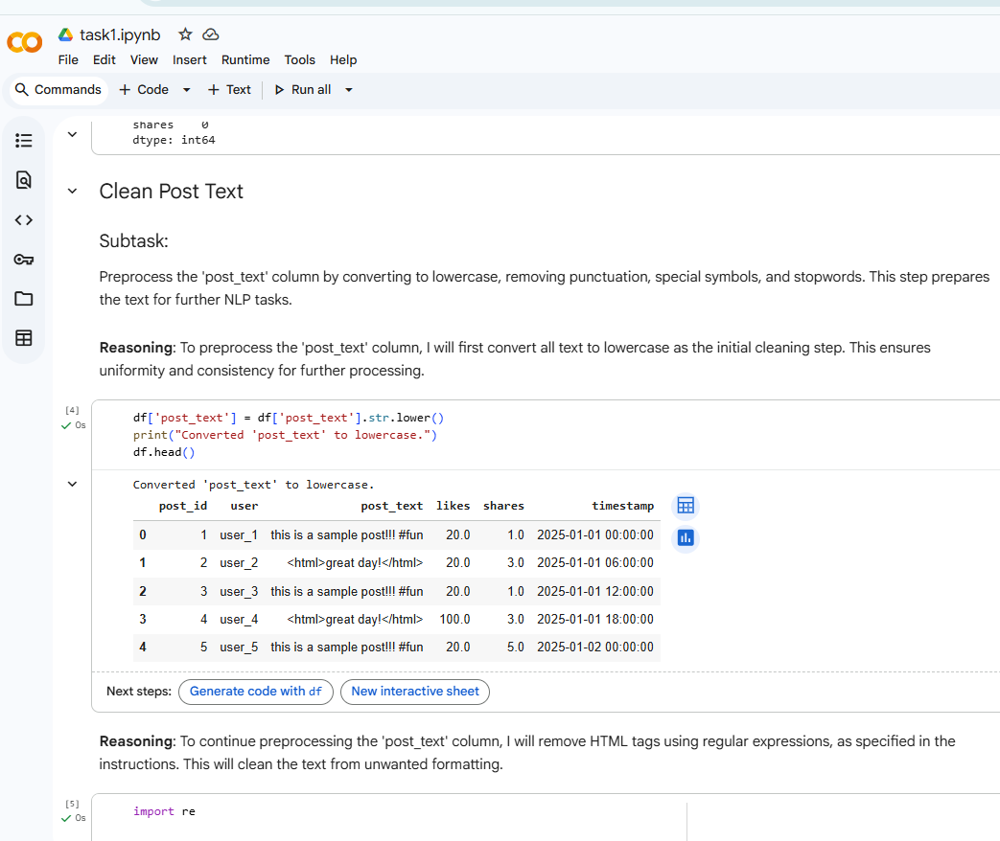 task1.ipynb
File Edit View Insert Runtime Tools Help
Commands + Code + Text Run all
shares 0
dtype: int64
Clean Post Text
Subtask:
Preprocess the 'post_text' column by converting to lowercase, removing punctuation, special symbols, and stopwords. This step prepares
the text for further NLP tasks.
Reasoning: To preprocess the 'post_text' column, I will first convert all text to lowercase as the initial cleaning step. This ensures
uniformity and consistency for further processing.
[4]
0s
df['post_text'] = df['post_text'].str.lower()
print("Converted 'post_text' to lowercase.")
df.head()
Converted 'post_text' to lowercase.
post_id user post_text likes shares timestamp
0 1 user_1 this is a sample post!!! #fun 20.0 1.0 2025-01-01 00:00:00
1 2 user_2 <html>great day!</html> 20.0 3.0 2025-01-01 06:00:00
2 3 user_3 this is a sample post!!! #fun 20.0 1.0 2025-01-01 12:00:00
3 4 user_4 <html>great day!</html> 100.0 3.0 2025-01-01 18:00:00
4 5 user_5 this is a sample post!!! #fun 20.0 5.0 2025-01-02 00:00:00
Next steps: Generate code with df New interactive sheet
Reasoning: To continue preprocessing the 'post_text' column, I will remove HTML tags using regular expressions, as specified in the
instructions. This will clean the text from unwanted formatting.
[5]
0s
import re